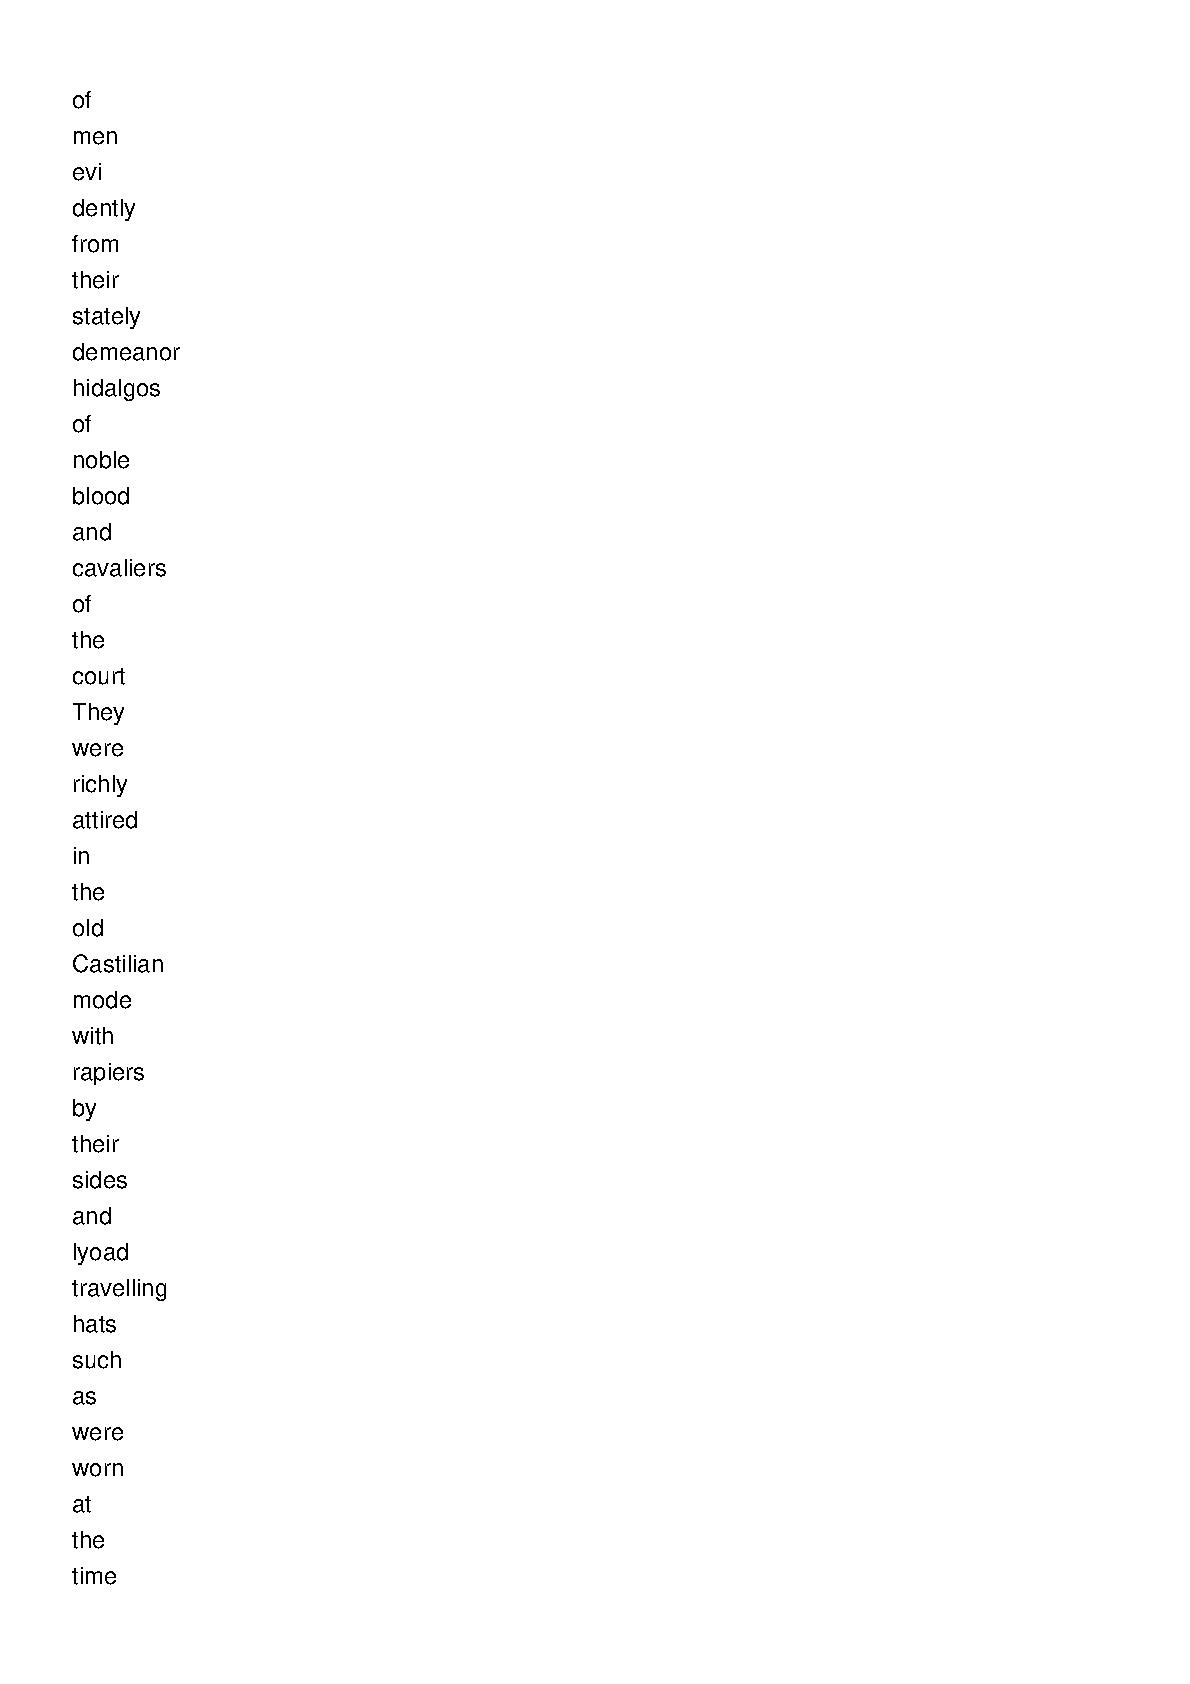 of
men
evi
dently
from
their
stately
demeanor
hidalgos
of
noble
blood
and
cavaliers
of
the
court
They
were
richly
attired
in
the
old
Castilian
mode
with
rapiers
by
their
sides
and
lyoad
travelling
hats
such
as
were
worn
at
the
time